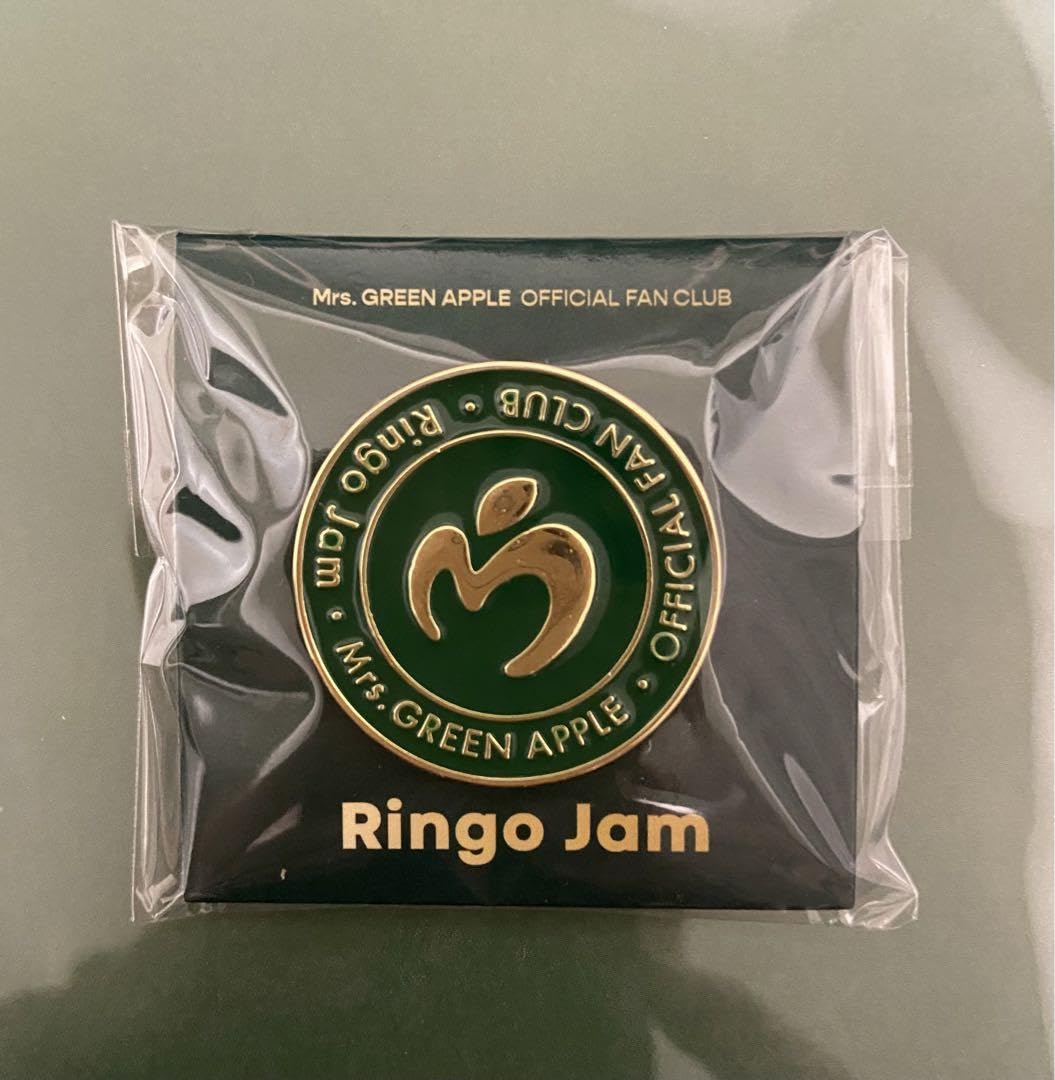 Mrs. GREEN APPLE OFFICIAL FAN CLUB
Ringo Jam • Mrs. GREEN APPLE • OFFICIAL FAN CLUB •
Ringo Jam